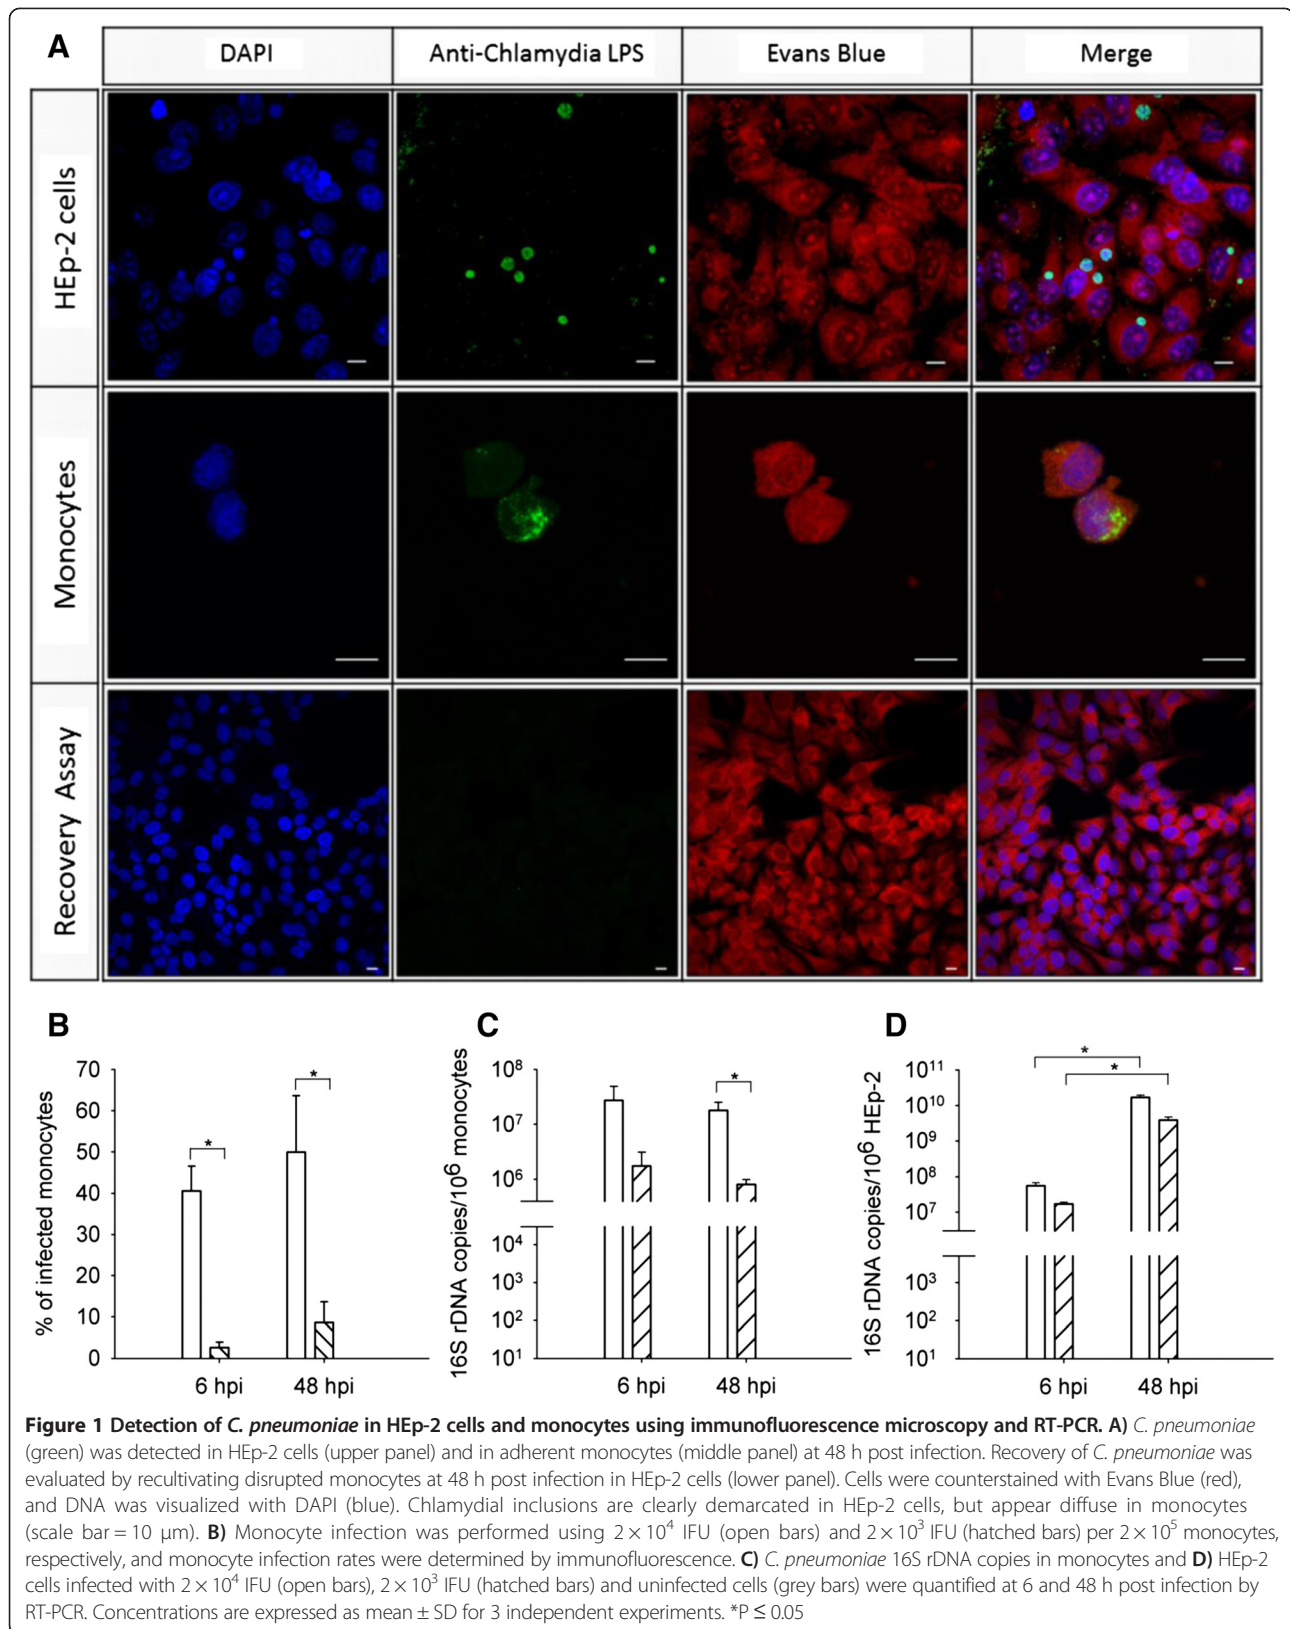 A
DAPI
Anti-Chlamydia LPS
Evans Blue
Merge
HEp-2 cells
Monocytes
Recovery Assay
B
% of infected monocytes
70
60
50
40
30
20
10
0
*
*
6 hpi
48 hpi
C
16S rDNA copies/10⁶ monocytes
10⁸
10⁷
10⁶
10⁴
10³
10²
10¹
*
6 hpi
48 hpi
D
16S rDNA copies/10⁶ HEp-2
10¹¹
10¹⁰
10⁹
10⁸
10⁷
10³
10²
10¹
*
*
6 hpi
48 hpi
Figure 1 Detection of C. pneumoniae in HEp-2 cells and monocytes using immunofluorescence microscopy and RT-PCR. A) C. pneumoniae
(green) was detected in HEp-2 cells (upper panel) and in adherent monocytes (middle panel) at 48 h post infection. Recovery of C. pneumoniae was
evaluated by recultivating disrupted monocytes at 48 h post infection in HEp-2 cells (lower panel). Cells were counterstained with Evans Blue (red),
and DNA was visualized with DAPI (blue). Chlamydial inclusions are clearly demarcated in HEp-2 cells, but appear diffuse in monocytes
(scale bar = 10 μm). B) Monocyte infection was performed using 2 × 10⁴ IFU (open bars) and 2 × 10³ IFU (hatched bars) per 2 × 10⁵ monocytes,
respectively, and monocyte infection rates were determined by immunofluorescence. C) C. pneumoniae 16S rDNA copies in monocytes and D) HEp-2
cells infected with 2 × 10⁴ IFU (open bars), 2 × 10³ IFU (hatched bars) and uninfected cells (grey bars) were quantified at 6 and 48 h post infection by
RT-PCR. Concentrations are expressed as mean ± SD for 3 independent experiments. *P ≤ 0.05